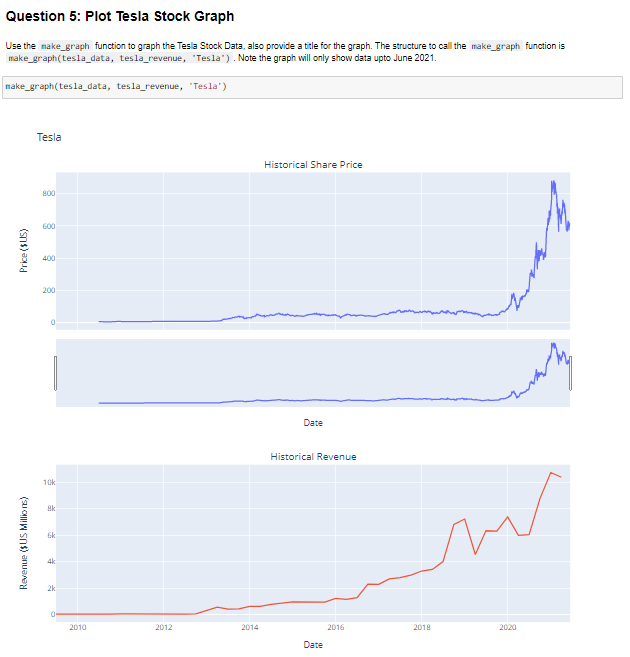 Question 5: Plot Tesla Stock Graph
Use the make_graph function to graph the Tesla Stock Data, also provide a title for the graph. The structure to call the make_graph function is
make_graph(tesla_data, tesla_revenue, 'Tesla') . Note the graph will only show data upto June 2021.
make_graph(tesla_data, tesla_revenue, 'Tesla')
Tesla
Historical Share Price
Price ($US)
800
600
400
200
0
Date
Historical Revenue
Revenue ($US Millions)
10k
8k
6k
4k
2k
0
2010 2012 2014 2016 2018 2020
Date